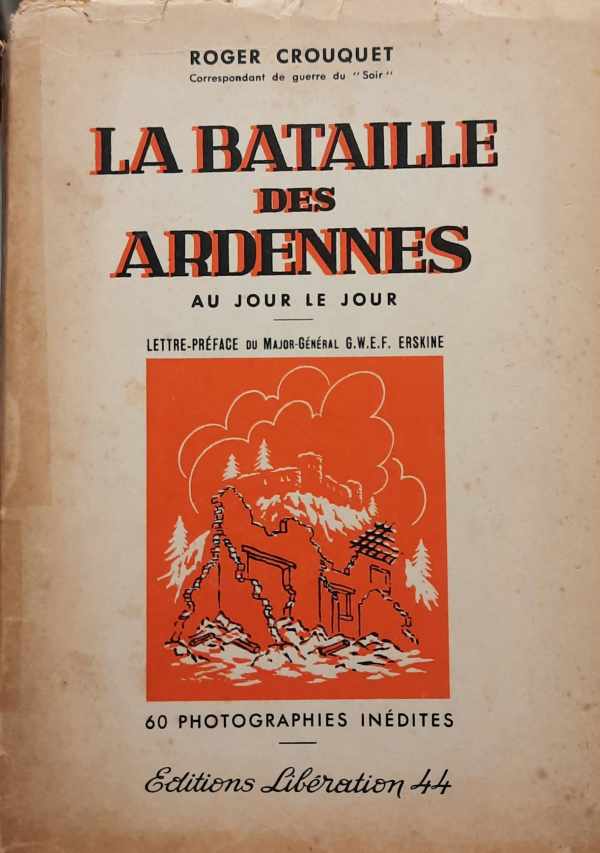 ROGER CROUQUET
Correspondant de guerre du "Soir"
LA BATAILLE
DES
ARDENNES
AU JOUR LE JOUR
LETTRE-PRÉFACE DU MAJOR-GÉNÉRAL G.W.E.F. ERSKINE
60 PHOTOGRAPHIES INÉDITES
Editions Libération 44